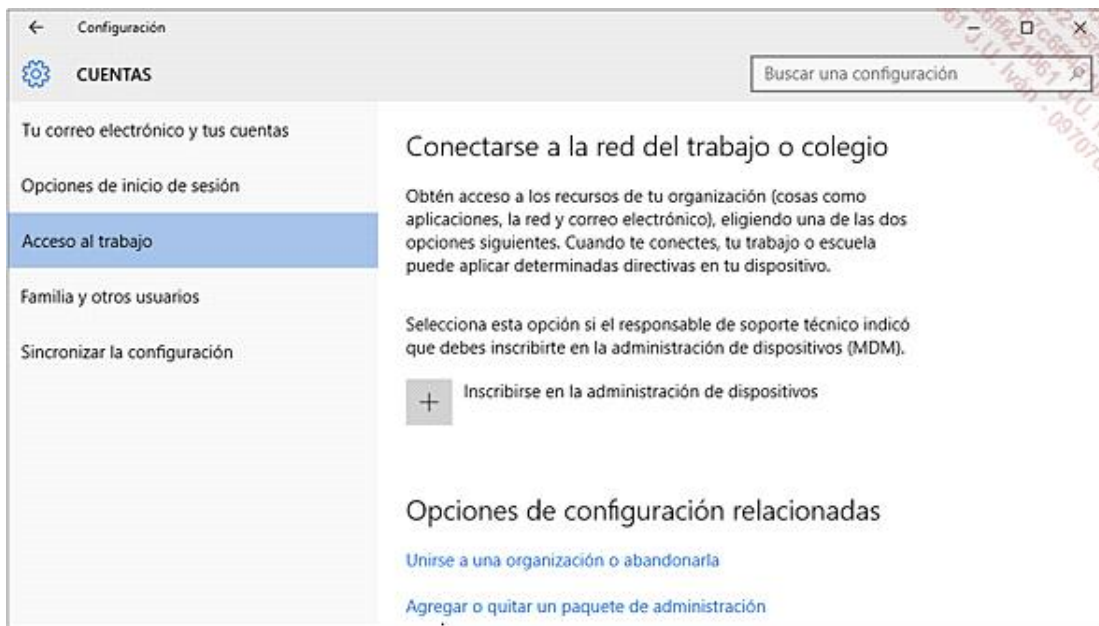 Configuración
CUENTAS
Buscar una configuración
Tu correo electrónico y tus cuentas
Opciones de inicio de sesión
Acceso al trabajo
Familia y otros usuarios
Sincronizar la configuración
Conectarse a la red del trabajo o colegio
Obtén acceso a los recursos de tu organización (cosas como
aplicaciones, la red y correo electrónico), eligiendo una de las dos
opciones siguientes. Cuando te conectes, tu trabajo o escuela
puede aplicar determinadas directivas en tu dispositivo.
Selecciona esta opción si el responsable de soporte técnico indicó
que debes inscribirte en la administración de dispositivos (MDM).
Inscribirse en la administración de dispositivos
Opciones de configuración relacionadas
Unirse a una organización o abandonarla
Agregar o quitar un paquete de administración